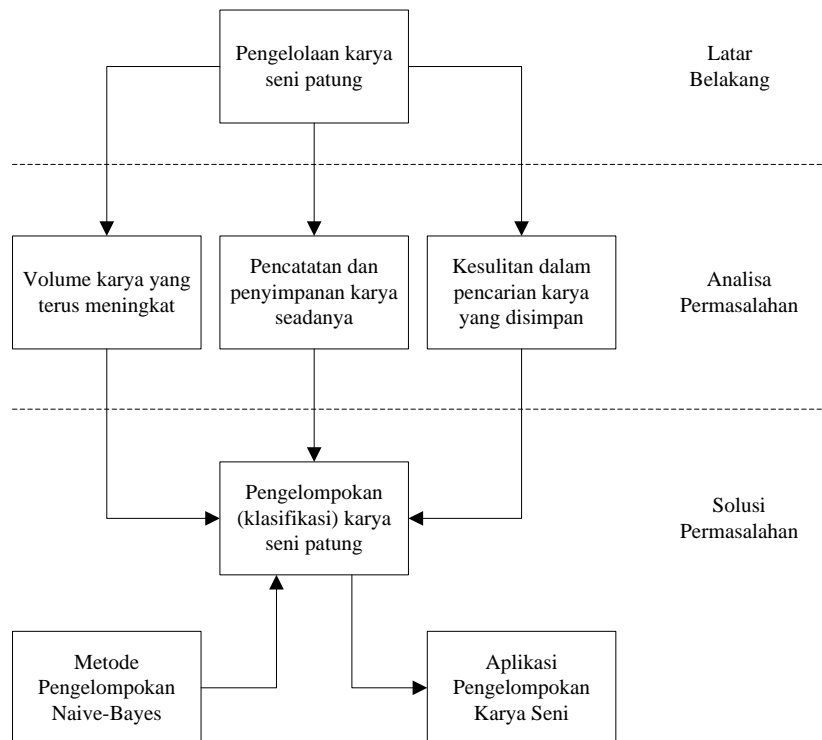 Pengelolaan karya
seni patung
Latar
Belakang
Volume karya yang
terus meningkat
Pencatatan dan
penyimpanan karya
seadanya
Kesulitan dalam
pencarian karya
yang disimpan
Analisa
Permasalahan
Pengelompokan
(klasifikasi) karya
seni patung
Solusi
Permasalahan
Metode
Pengelompokan
Naive-Bayes
Aplikasi
Pengelompokan
Karya Seni